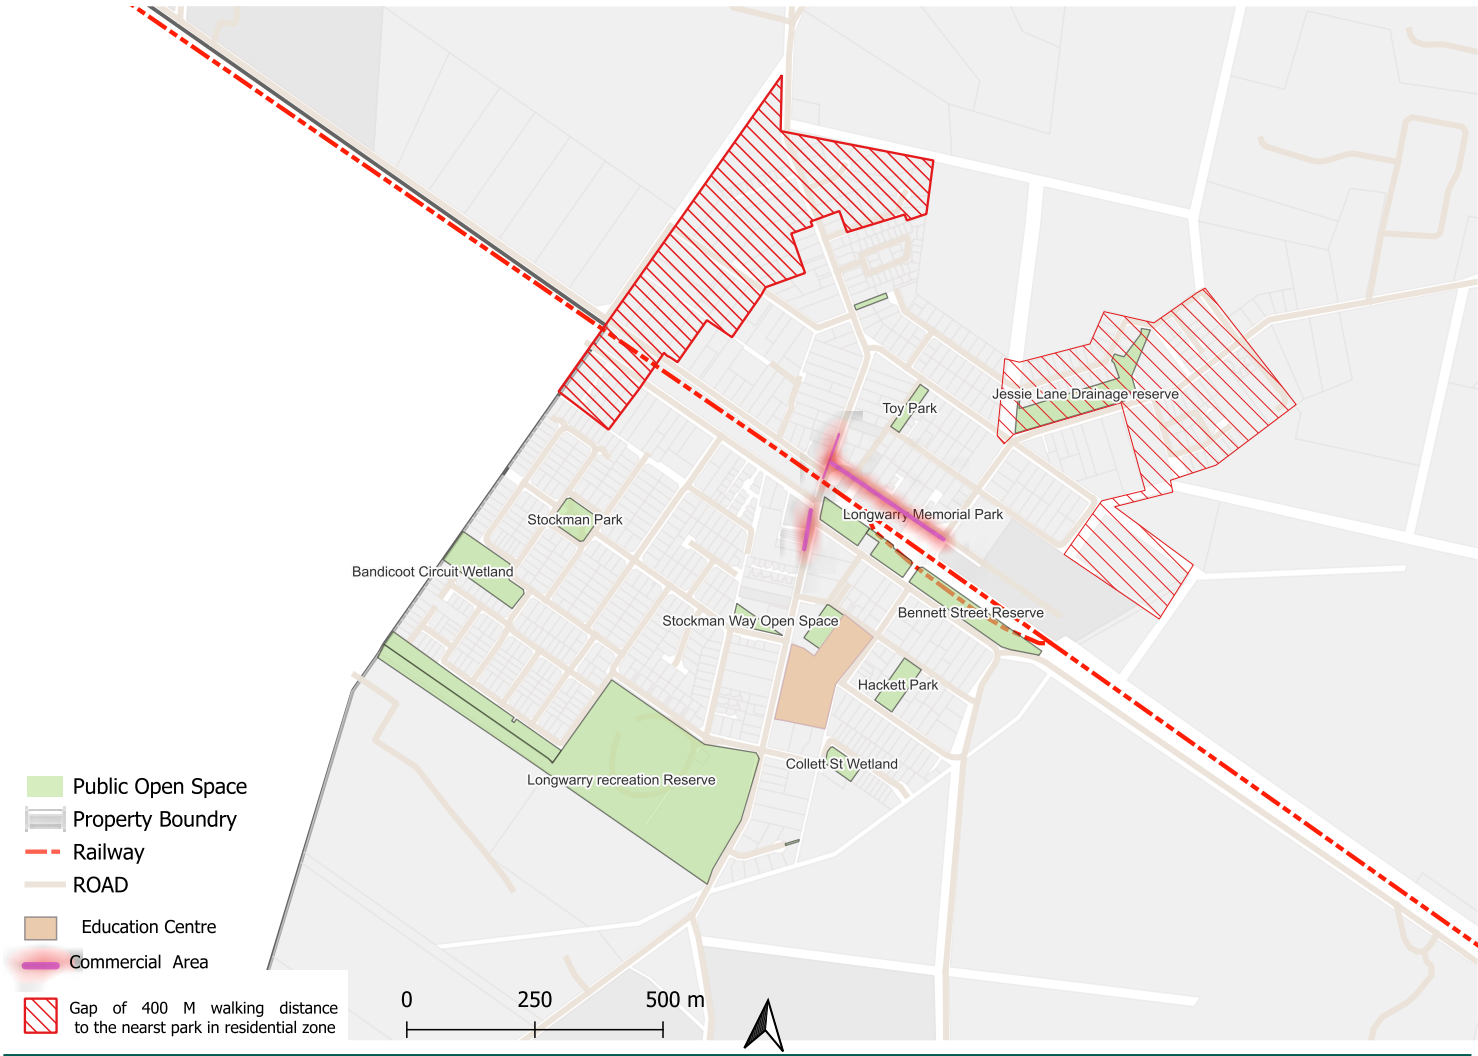 Jessie Lane Drainage reserve
Toy Park
Longwarry Memorial Park
Stockman Park
Bandicoot Circuit Wetland
Bennett Street Reserve
Stockman Way Open Space
Hackett Park
Collett St Wetland
Longwarry recreation Reserve
Public Open Space
Property Boundry
Railway
ROAD
Education Centre
Commercial Area
Gap of 400 M walking distance
to the nearst park in residential zone
0 250 500 m